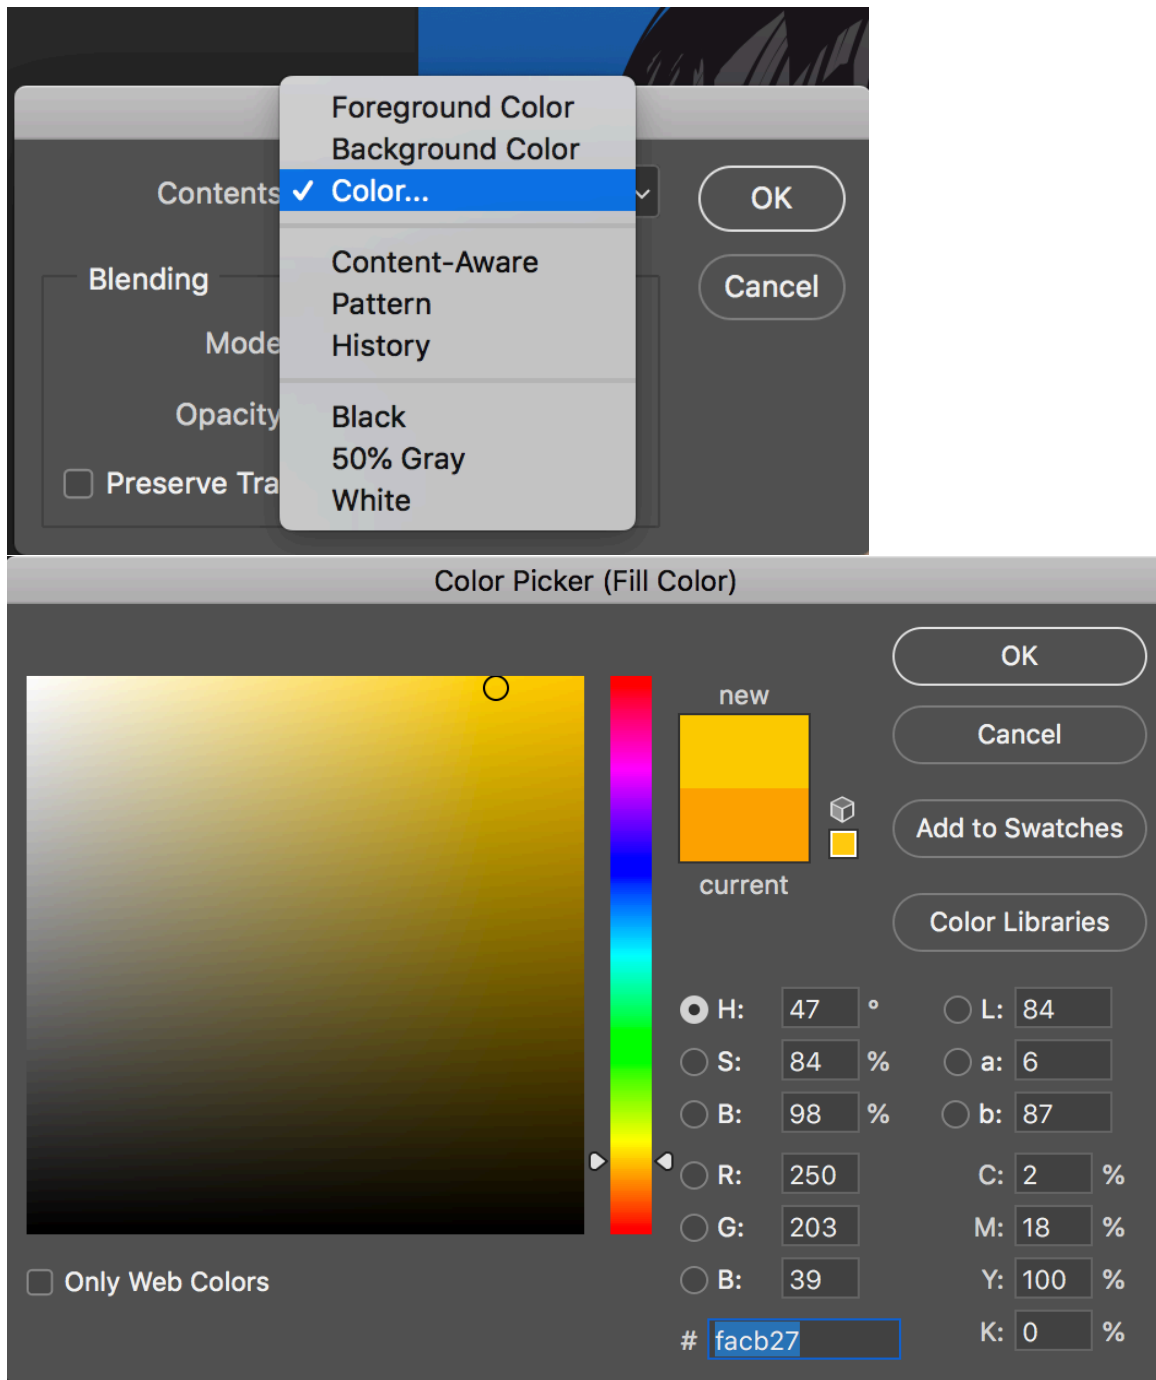 Foreground Color
Background Color
Contents ✓ Color...
OK
Content-Aware
Blending
Cancel
Pattern
Mode
History
Opacity
Black
50% Gray
Preserve Tra
White
Color Picker (Fill Color)
OK
new
Cancel
Add to Swatches
current
Color Libraries
H: 47 ° L: 84
S: 84 % a: 6
B: 98 % b: 87
R: 250 C: 2 %
G: 203 M: 18 %
Only Web Colors B: 39 Y: 100 %
# facb27 K: 0 %